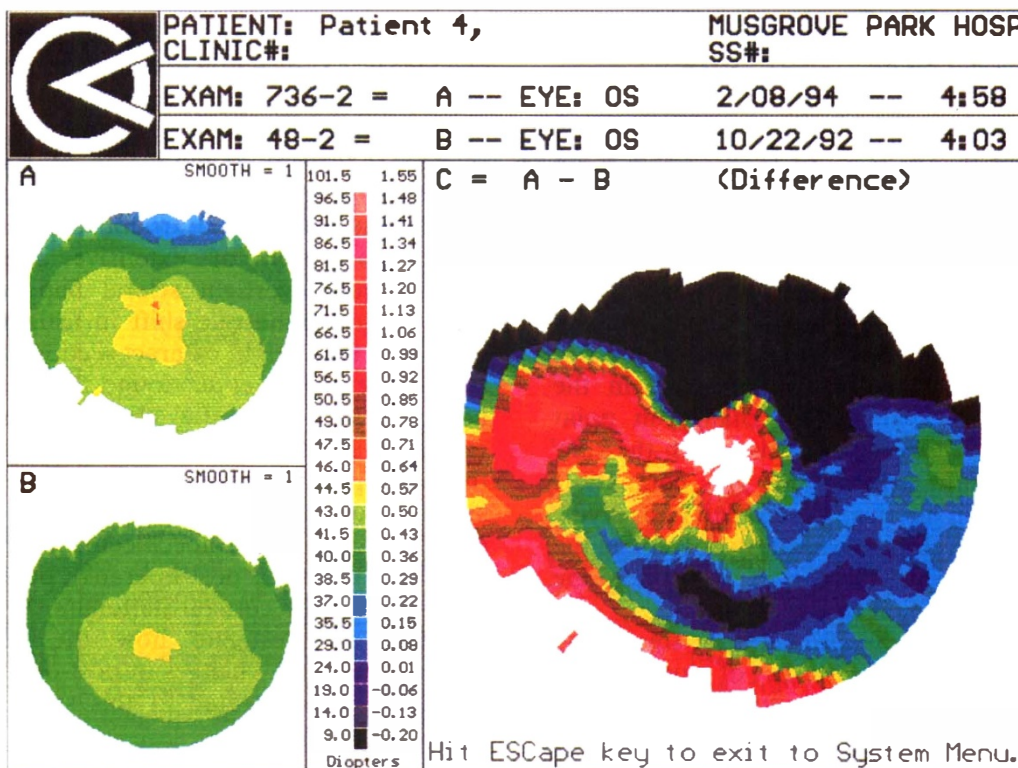 PATIENT: Patient 4, MUSGROVE PARK HOSP
CLINIC#: SS#:
EXAM: 736-2 = A -- EYE: OS 2/08/94 -- 4:58
EXAM: 48-2 = B -- EYE: OS 10/22/92 -- 4:03
A SMOOTH = 1
B SMOOTH = 1
101.5 1.55
96.5 1.48
91.5 1.41
86.5 1.34
81.5 1.27
76.5 1.20
71.5 1.13
66.5 1.06
61.5 0.99
56.5 0.92
50.5 0.85
49.0 0.78
47.5 0.71
46.0 0.64
44.5 0.57
43.0 0.50
41.5 0.43
40.0 0.36
38.5 0.29
37.0 0.22
35.5 0.15
29.0 0.08
24.0 0.01
19.0 -0.06
14.0 -0.13
9.0 -0.20
Diopters
C = A - B (Difference)
Hit ESCape key to exit to System Menu.